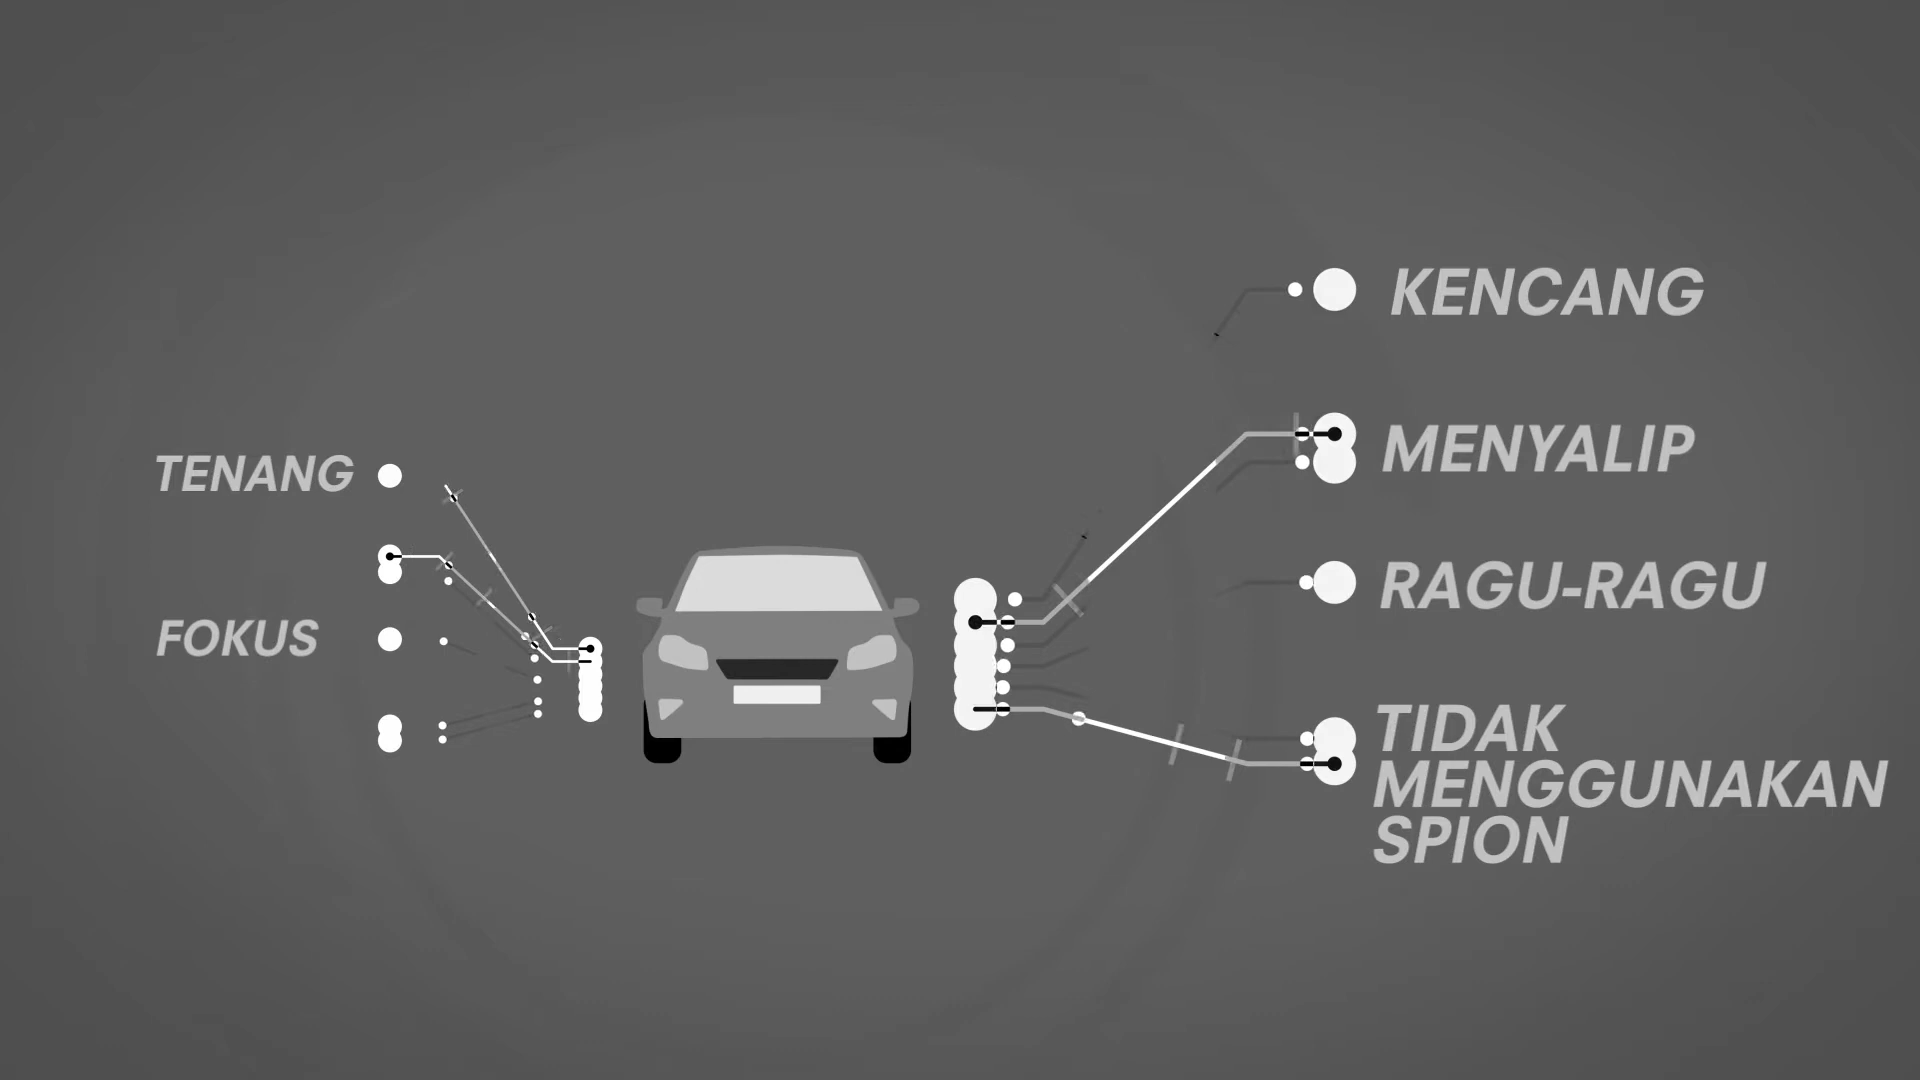 TENANG
FOKUS
KENCANG
MENYALIP
RAGU-RAGU
TIDAK
MENGGUNAKAN
SPION